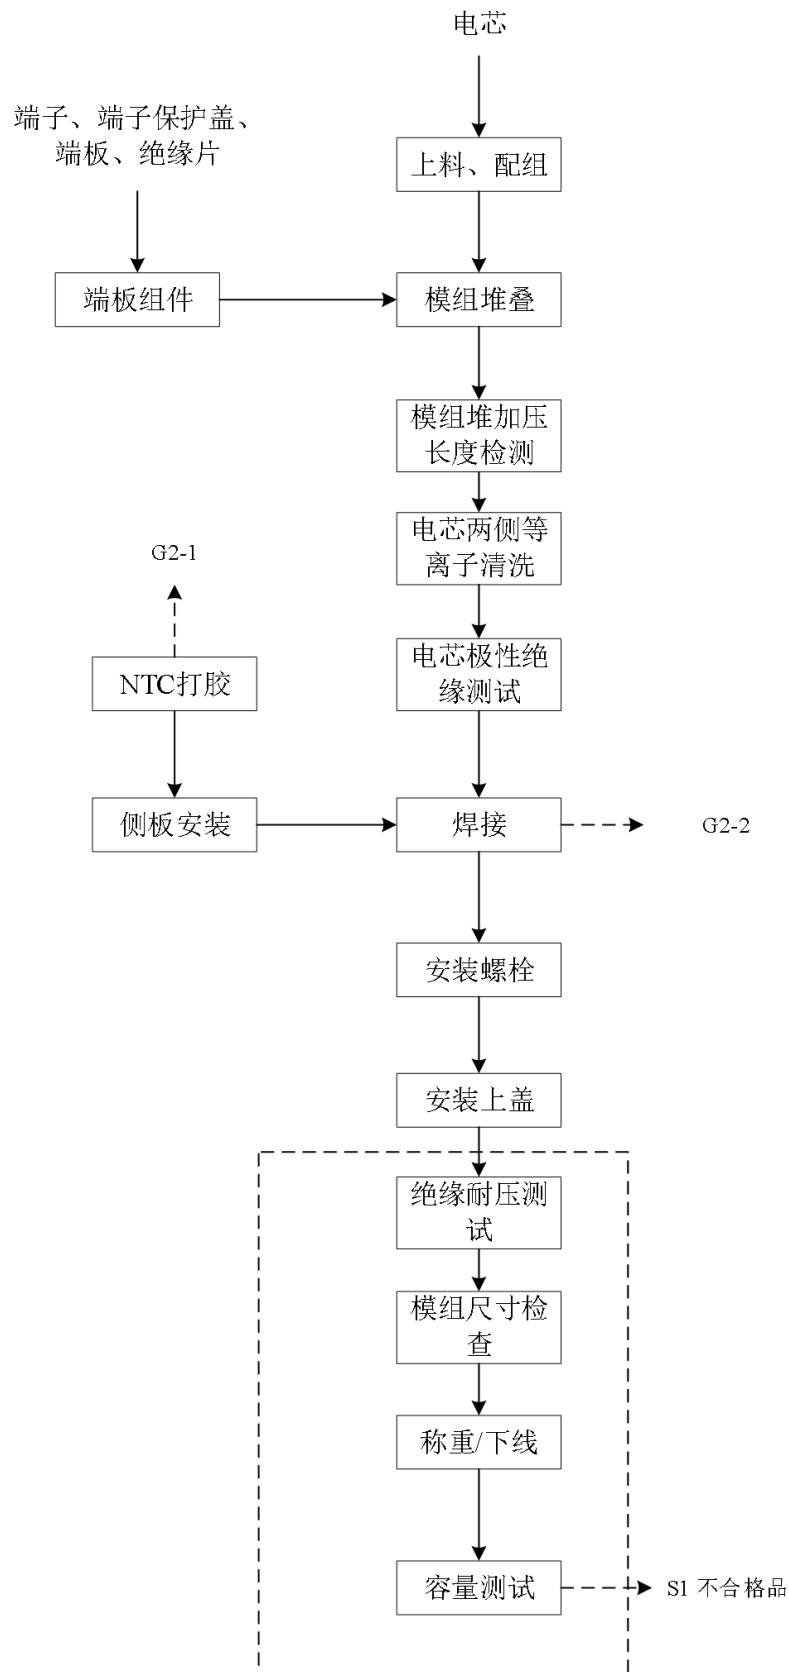 电芯
端子、端子保护盖、
端板、绝缘片
上料、配组
端板组件
模组堆叠
模组堆加压
长度检测
电芯两侧等
离子清洗
G2-1
电芯极性绝
缘测试
NTC打胶
侧板安装
焊接
G2-2
安装螺栓
安装上盖
绝缘耐压测
试
模组尺寸检
查
称重/下线
容量测试
S1 不合格品